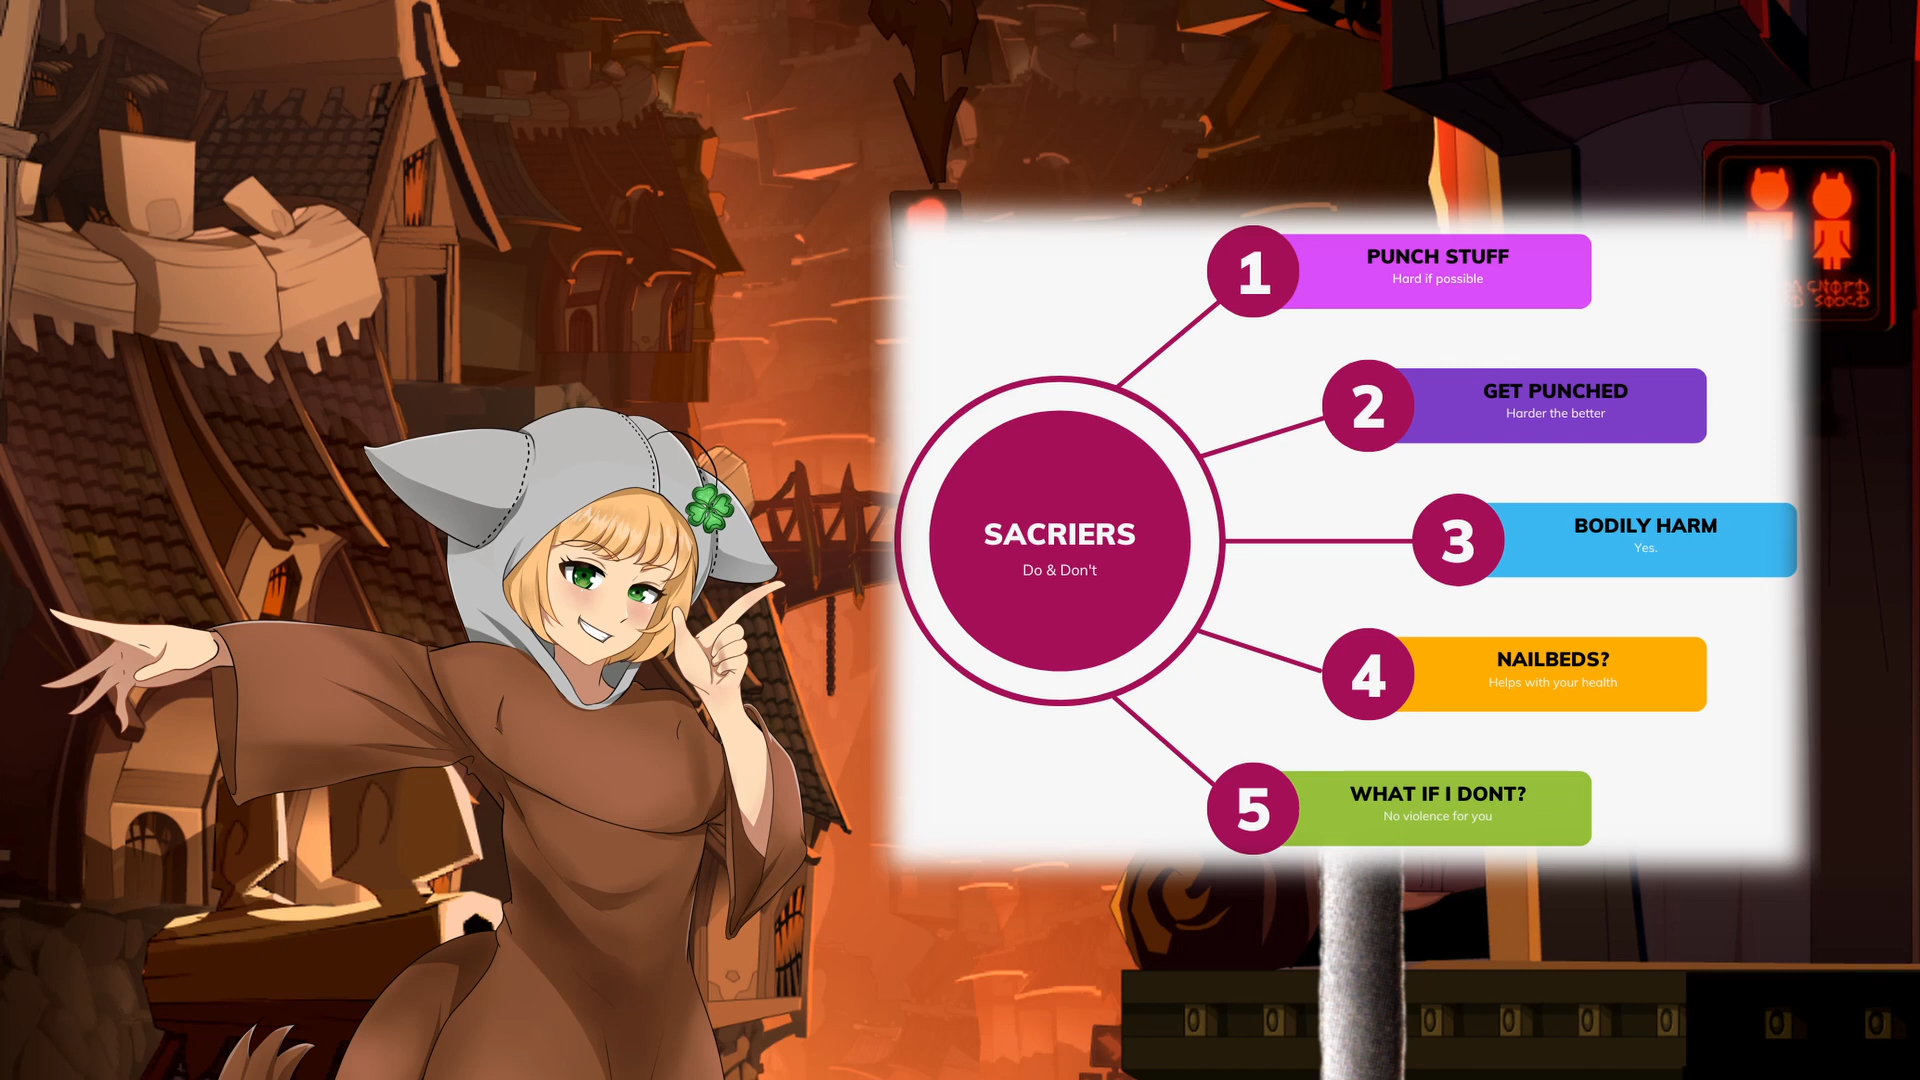 SACRIERS
Do & Don't
1
PUNCH STUFF
Hard if possible
2
GET PUNCHED
Harder the better
3
BODILY HARM
Yes.
4
NAILBEDS?
Helps with your health
5
WHAT IF I DONT?
No violence for you